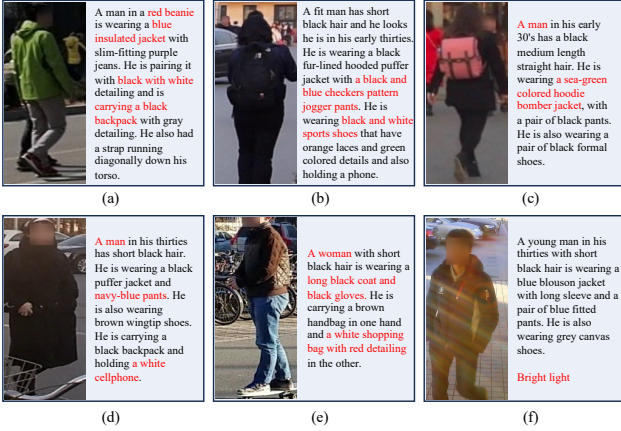 A man in a red beanie
is wearing a blue
insulated jacket with
slim-fitting purple
jeans. He is pairing it
with black with white
detailing and is
carrying a black
backpack with gray
detailing. He also had
a strap running
diagonally down his
torso.
(a)
A fit man has short
black hair and he looks
he is in his early thirties.
He is wearing a black
fur-lined hooded puffer
jacket with a black and
blue checkers pattern
jogger pants. He is
wearing black and white
sports shoes that have
orange laces and green
colored details and also
holding a phone.
(b)
A man in his early
30's has a black
medium length
straight hair. He is
wearing a sea-green
colored hoodie
bomber jacket, with
a pair of black pants.
He is also wearing a
pair of black formal
shoes.
(c)
A man in his thirties
has short black hair.
He is wearing a black
puffer jacket and
navy-blue pants. He
is also wearing
brown wingtip shoes.
He is carrying a
black backpack and
holding a white
cellphone.
(d)
A woman with short
black hair is wearing a
long black coat and
black gloves. He is
carrying a brown
handbag in one hand
and a white shopping
bag with red detailing
in the other.
(e)
A young man in his
thirties with short
black hair is wearing a
blue blouson jacket
with long sleeve and a
pair of blue fitted
pants. He is also
wearing grey canvas
shoes.
Bright light
(f)